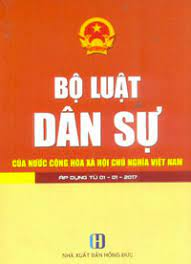 BỘ LUẬT
DÂN SỰ
CỦA NƯỚC CỘNG HÒA XÃ HỘI CHỦ NGHĨA VIỆT NAM
ÁP DỤNG TỪ 01 - 01 - 2017
NHÀ XUẤT BẢN HỒNG ĐỨC